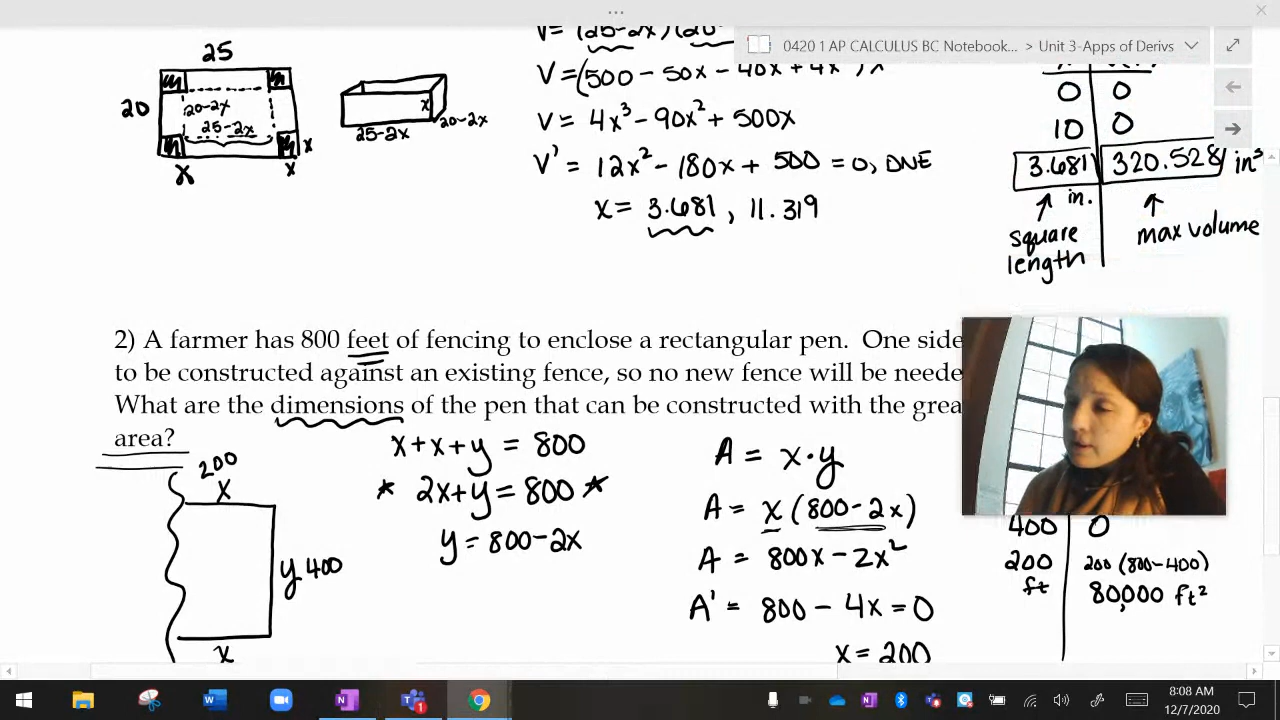 0420 1 AP CALCULUS BC Notebook... > Unit 3-Apps of Derivs
25
20
20-2x
25-2x
x
x
x
x
25-2x
20-2x
V = (500 - 50x - 40x + 4x²) x
V = 4x³ - 90x² + 500x
V' = 12x² - 180x + 500 = 0, DNE
x = 3.681, 11.319
0 0
10 0
3.681 320.528 in³
in.
square length
max volume
2) A farmer has 800 feet of fencing to enclose a rectangular pen. One side
to be constructed against an existing fence, so no new fence will be neede
What are the dimensions of the pen that can be constructed with the grea
area?
200
x
y 400
x
x + x + y = 800
* 2x + y = 800 *
y = 800 - 2x
A = x · y
A = x (800 - 2x)
A = 800x - 2x²
A' = 800 - 4x = 0
x = 200
400 0
200 ft 200 (800-400)
80,000 ft²
8:08 AM
12/7/2020